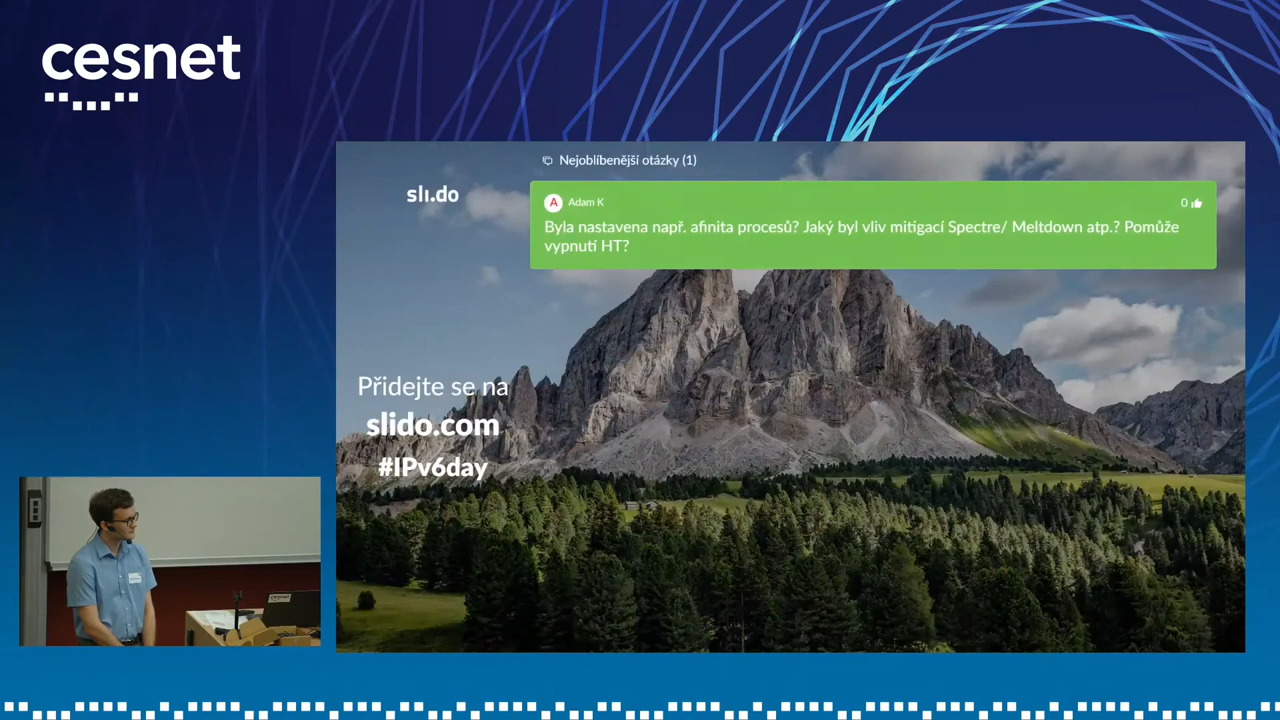 cesnet
Nejoblíbenější otázky (1)
sli.do
A Adam K 0
Byla nastavena např. afinita procesů? Jaký byl vliv mitigací Spectre/ Meltdown atp.? Pomůže
vypnutí HT?
Přidejte se na
slido.com
#IPv6day
cesnet